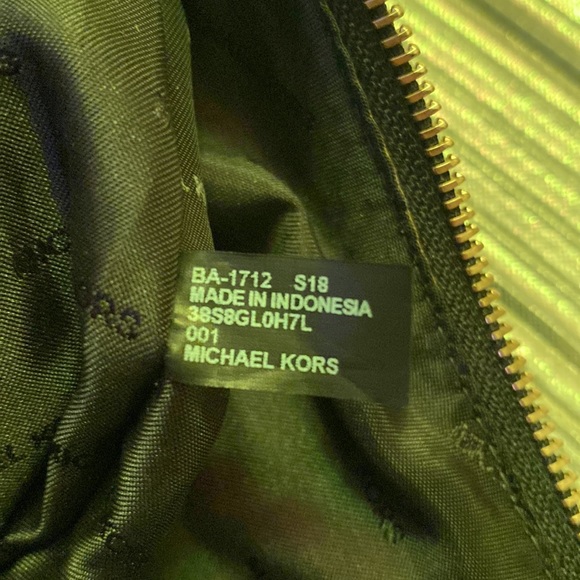 BA-1712 S18
MADE IN INDONESIA
38S8GL0H7L
001
MICHAEL KORS